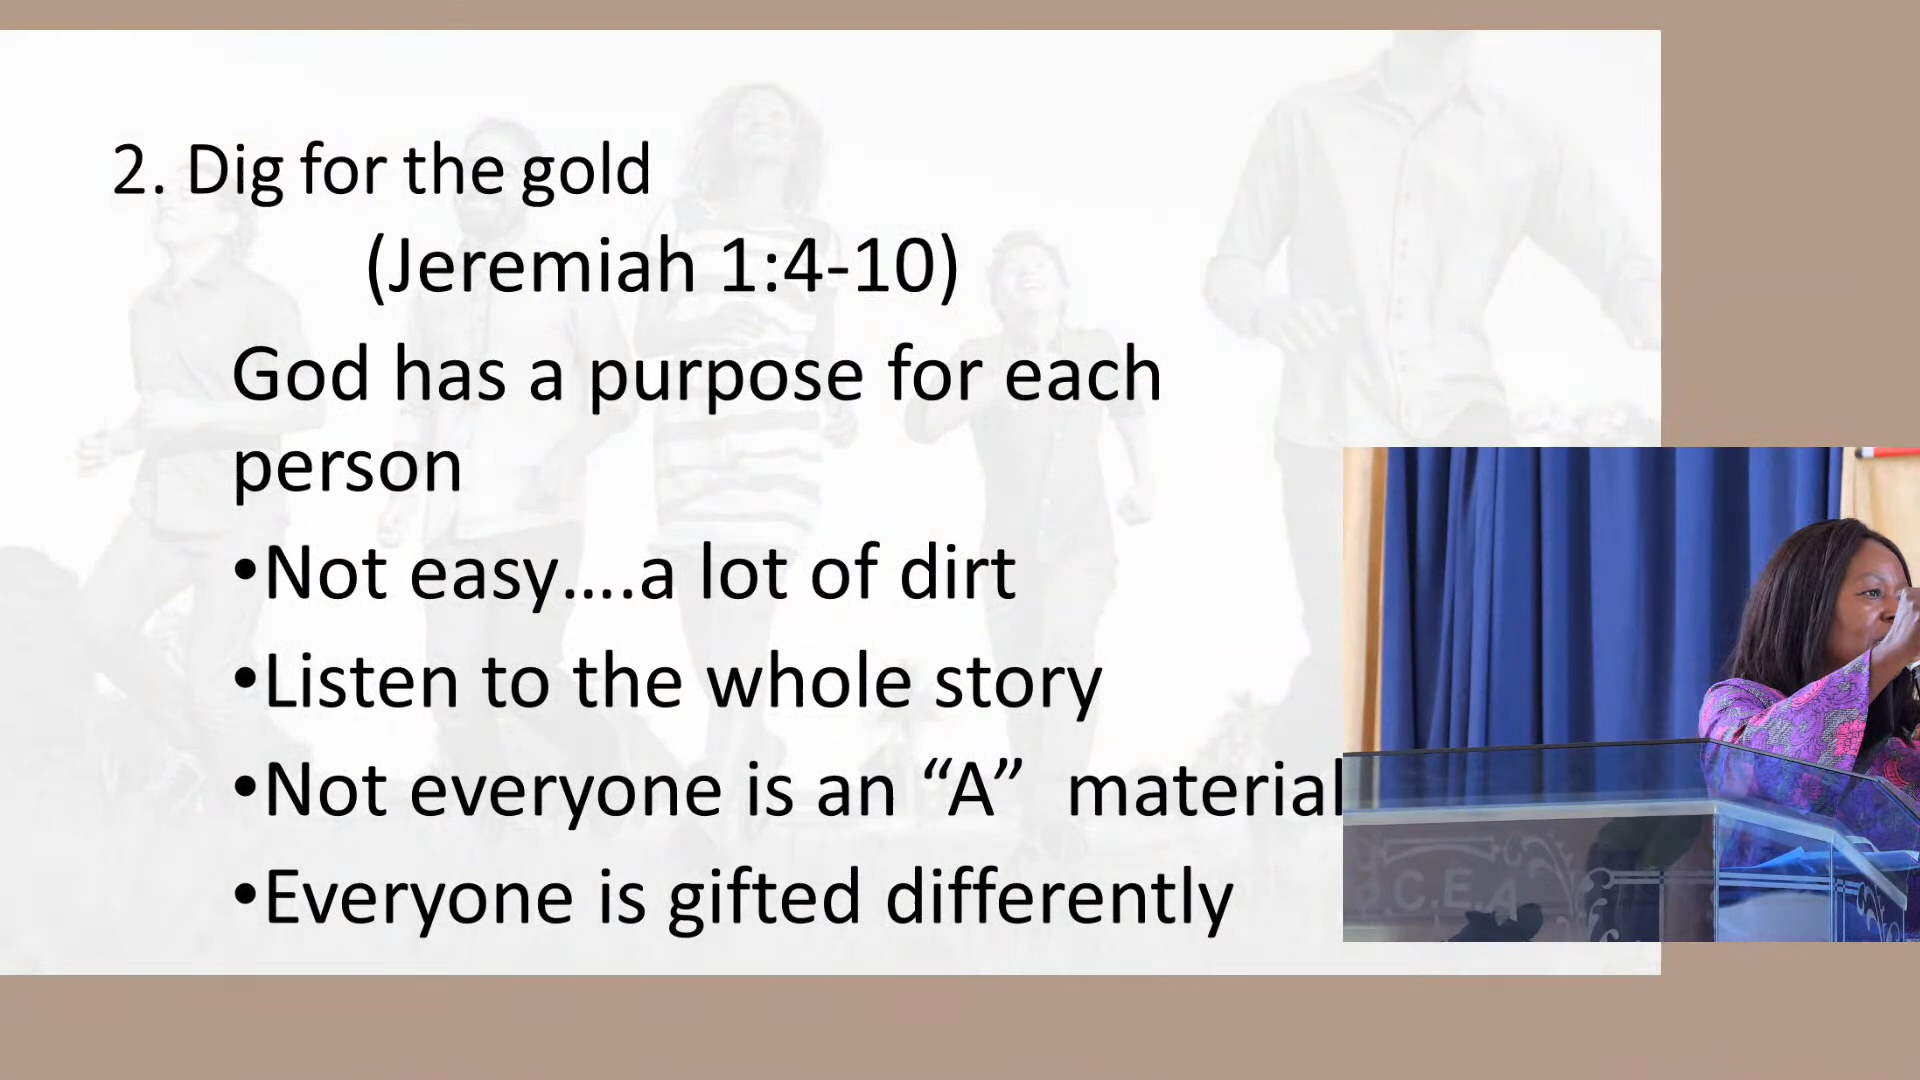 2. Dig for the gold
(Jeremiah 1:4-10)
God has a purpose for each
person
•Not easy....a lot of dirt
•Listen to the whole story
•Not everyone is an “A”  material
•Everyone is gifted differently
.C.E.A